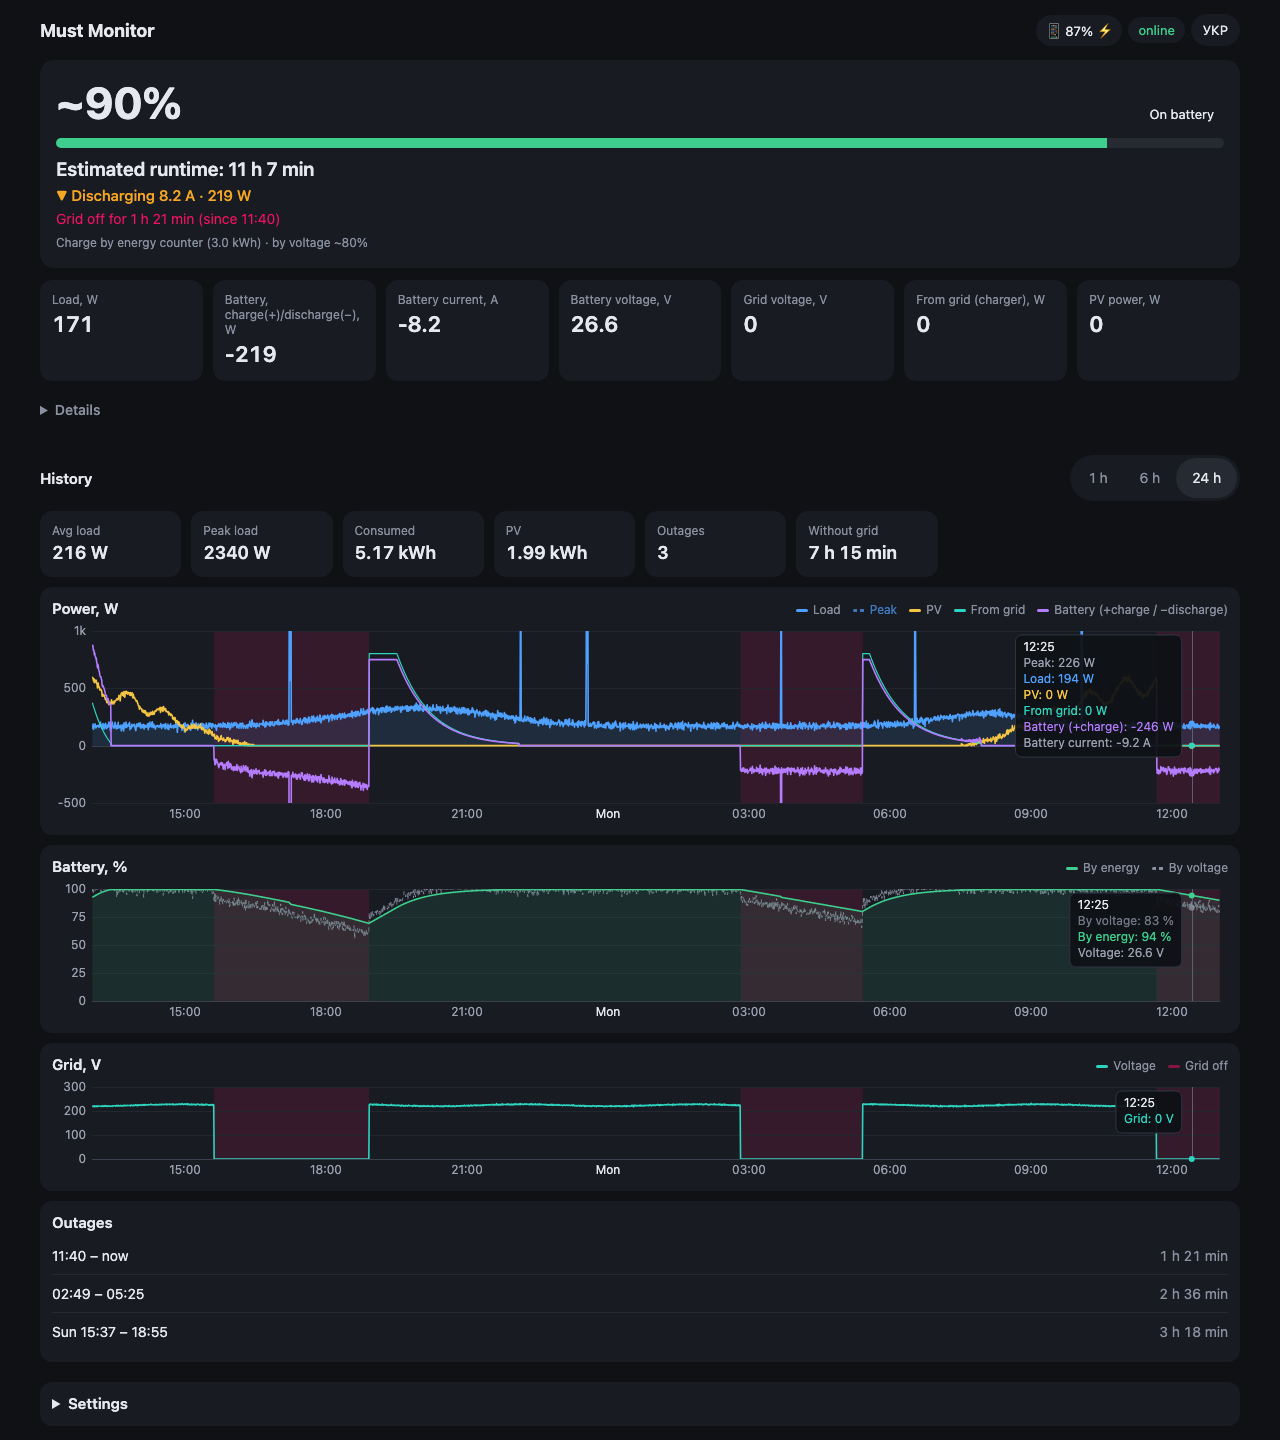 Must Monitor
87% ⚡
online
УКР
~90%
On battery
Estimated runtime: 11 h 7 min
▼ Discharging 8.2 A · 219 W
Grid off for 1 h 21 min (since 11:40)
Charge by energy counter (3.0 kWh) · by voltage ~80%
Load, W
171
Battery,
charge(+)/discharge(−),
W
-219
Battery current, A
-8.2
Battery voltage, V
26.6
Grid voltage, V
0
From grid (charger), W
0
PV power, W
0
▶ Details
History
1 h
6 h
24 h
Avg load
216 W
Peak load
2340 W
Consumed
5.17 kWh
PV
1.99 kWh
Outages
3
Without grid
7 h 15 min
Power, W
Load
Peak
PV
From grid
Battery (+charge / −discharge)
1k
500
0
-500
12:25
Peak: 226 W
Load: 194 W
PV: 0 W
From grid: 0 W
Battery (+charge): -246 W
Battery current: -9.2 A
15:00
18:00
21:00
Mon
03:00
06:00
09:00
12:00
Battery, %
By energy
By voltage
100
75
50
25
0
12:25
By voltage: 83 %
By energy: 94 %
Voltage: 26.6 V
15:00
18:00
21:00
Mon
03:00
06:00
09:00
12:00
Grid, V
Voltage
Grid off
300
200
100
0
12:25
Grid: 0 V
15:00
18:00
21:00
Mon
03:00
06:00
09:00
12:00
Outages
11:40 – now
1 h 21 min
02:49 – 05:25
2 h 36 min
Sun 15:37 – 18:55
3 h 18 min
▶ Settings